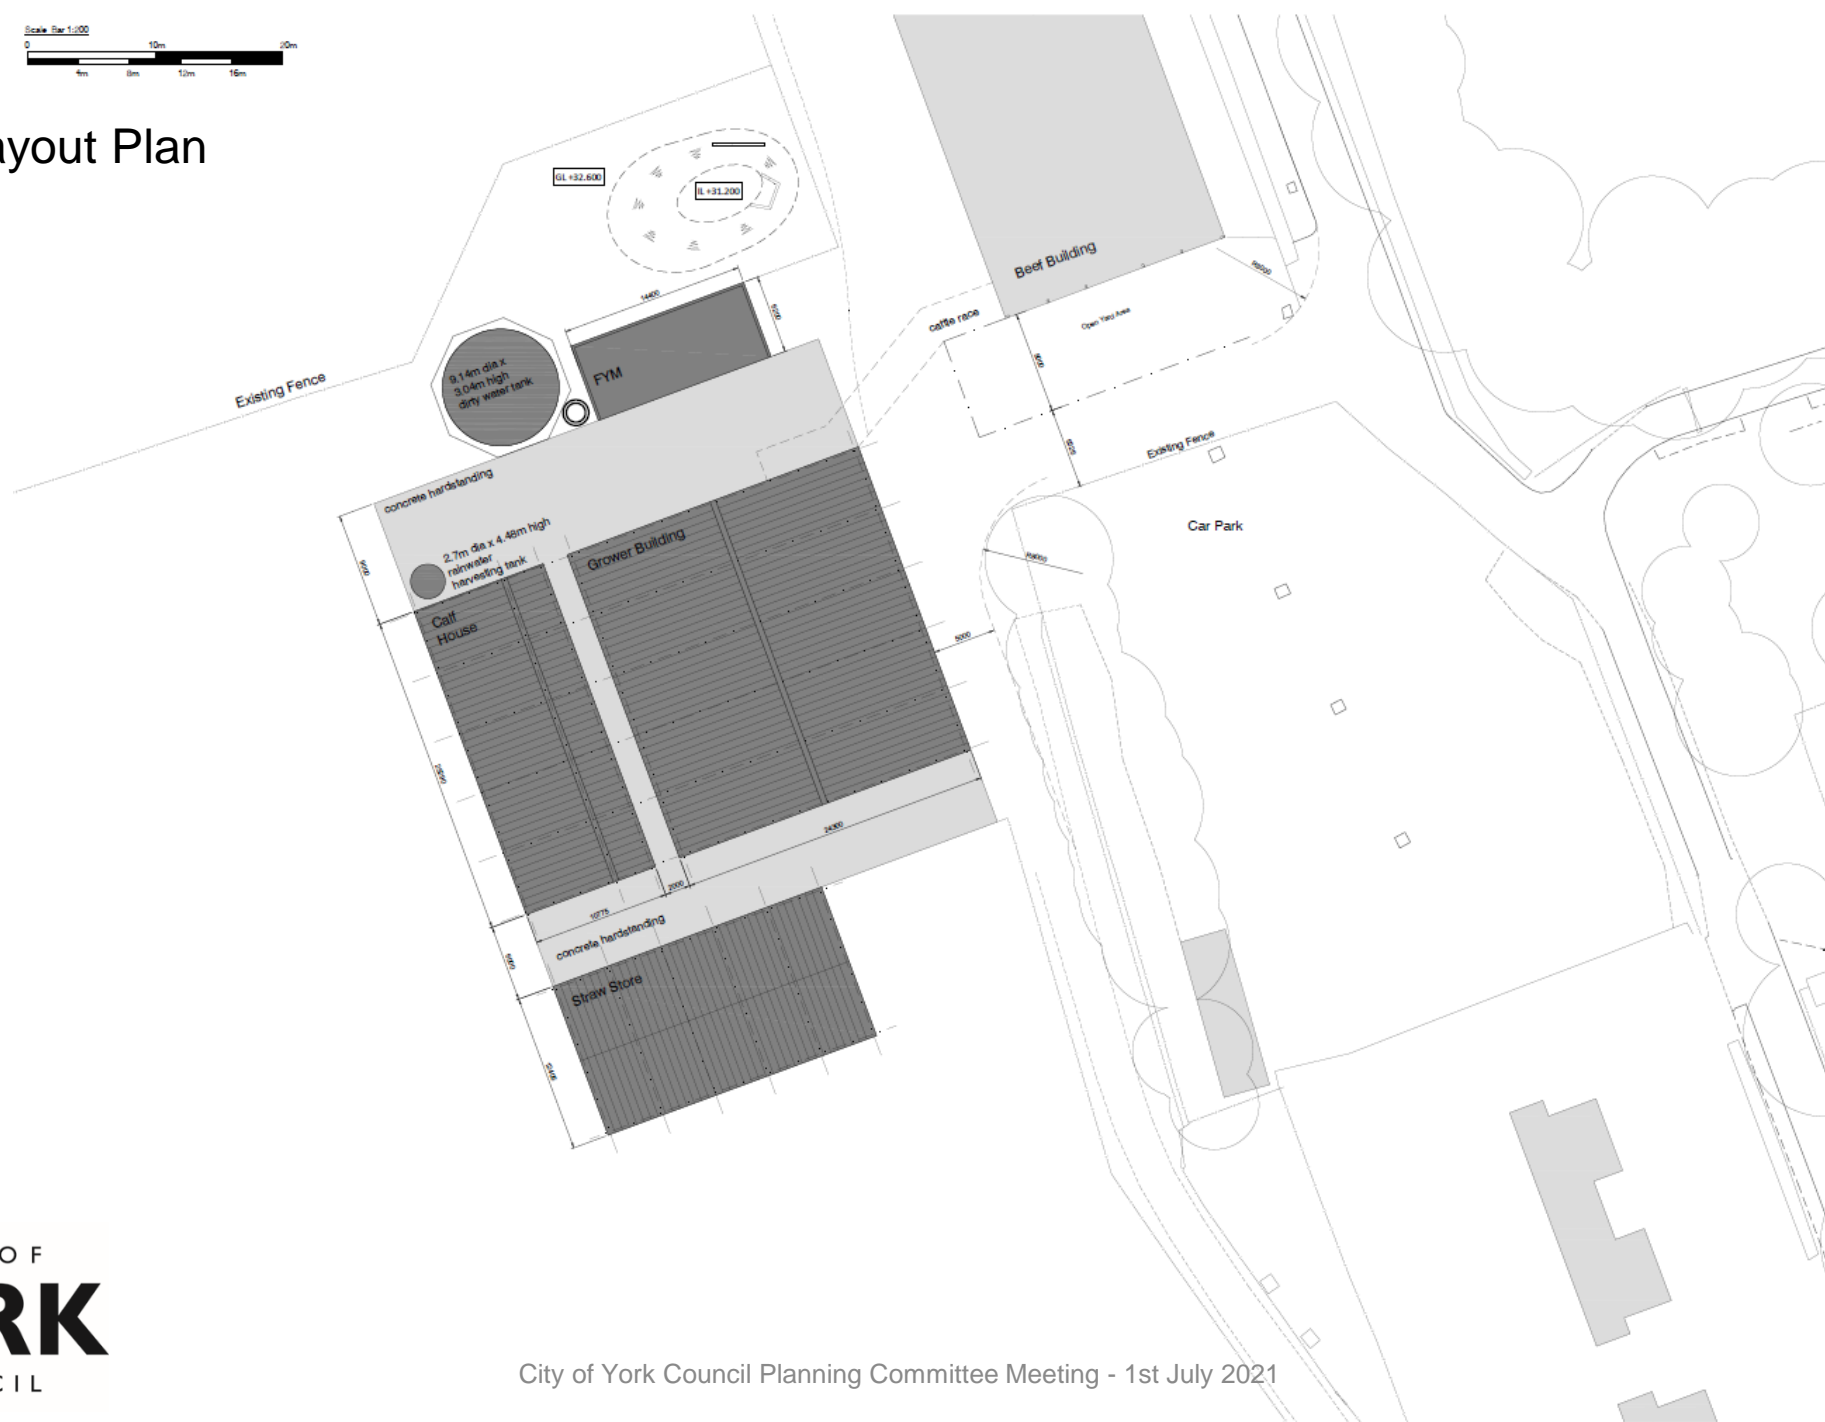 Scale Bar 1:200
0 10m 20m
4m 8m 12m 16m
ayout Plan
GL +32.600
IL +31.200
Beef Building
R9000
Open Yard Area
cattle race
14400
9000
Existing Fence
9.14m dia x
3.04m high
dirty water tank
FYM
Existing Fence
concrete hardstanding
Car Park
2.7m dia x 4.48m high
rainwater
harvesting tank
Grower Building
R9000
Calf
House
5000
24300
2000
10775
concrete hardstanding
Straw Store
OF
RK
CIL
City of York Council Planning Committee Meeting - 1st July 2021